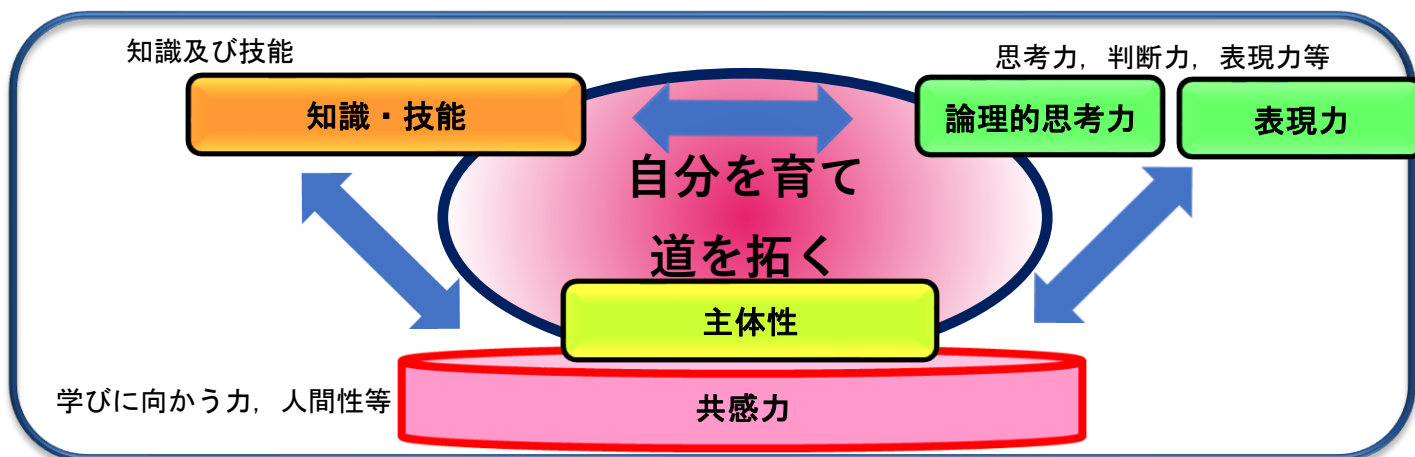 知識及び技能
思考力，判断力，表現力等
知識・技能
論理的思考力
表現力
自分を育て
道を拓く
主体性
学びに向かう力，人間性等
共感力